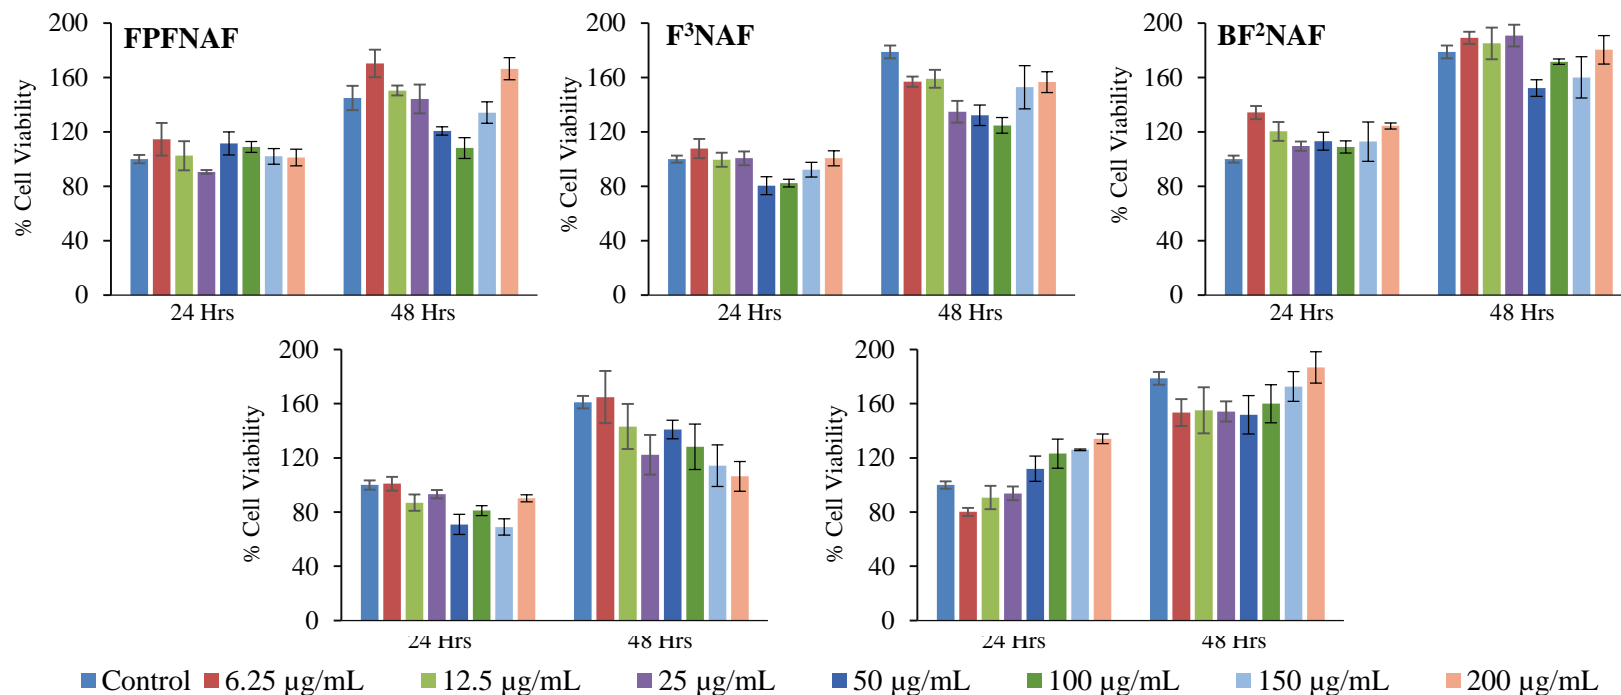 FPFNAF
200
160
120
80
40
0
% Cell Viability
24 Hrs
48 Hrs
F³NAF
200
160
120
80
40
0
% Cell Viability
24 Hrs
48 Hrs
BF²NAF
200
160
120
80
40
0
% Cell Viability
24 Hrs
48 Hrs
200
160
120
80
40
0
% Cell Viability
24 Hrs
48 Hrs
200
160
120
80
40
0
% Cell Viability
24 Hrs
48 Hrs
Control 6.25 µg/mL 12.5 µg/mL 25 µg/mL 50 µg/mL 100 µg/mL 150 µg/mL 200 µg/mL